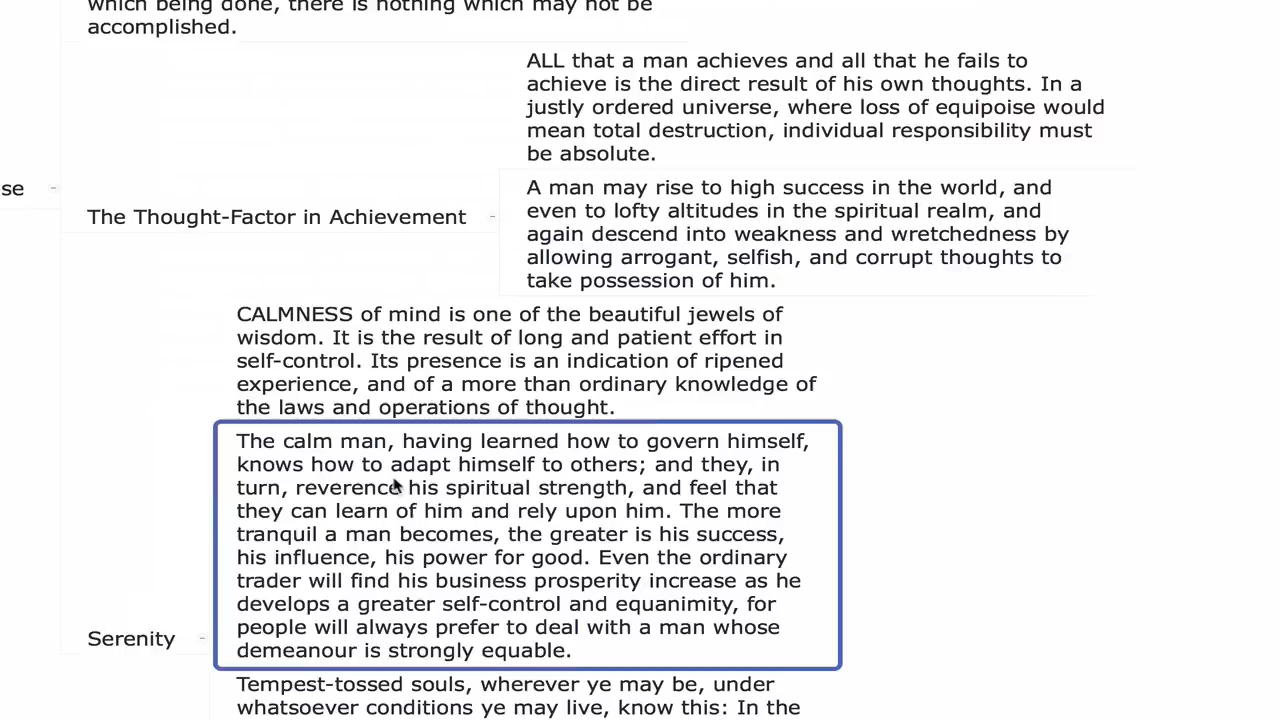 which being done, there is nothing which may not be
accomplished.
ALL that a man achieves and all that he fails to
achieve is the direct result of his own thoughts. In a
justly ordered universe, where loss of equipoise would
mean total destruction, individual responsibility must
be absolute.
se
The Thought-Factor in Achievement
A man may rise to high success in the world, and
even to lofty altitudes in the spiritual realm, and
again descend into weakness and wretchedness by
allowing arrogant, selfish, and corrupt thoughts to
take possession of him.
CALMNESS of mind is one of the beautiful jewels of
wisdom. It is the result of long and patient effort in
self-control. Its presence is an indication of ripened
experience, and of a more than ordinary knowledge of
the laws and operations of thought.
The calm man, having learned how to govern himself,
knows how to adapt himself to others; and they, in
turn, reverence his spiritual strength, and feel that
they can learn of him and rely upon him. The more
tranquil a man becomes, the greater is his success,
his influence, his power for good. Even the ordinary
trader will find his business prosperity increase as he
develops a greater self-control and equanimity, for
people will always prefer to deal with a man whose
demeanour is strongly equable.
Serenity
Tempest-tossed souls, wherever ye may be, under
whatsoever conditions ye may live, know this: In the